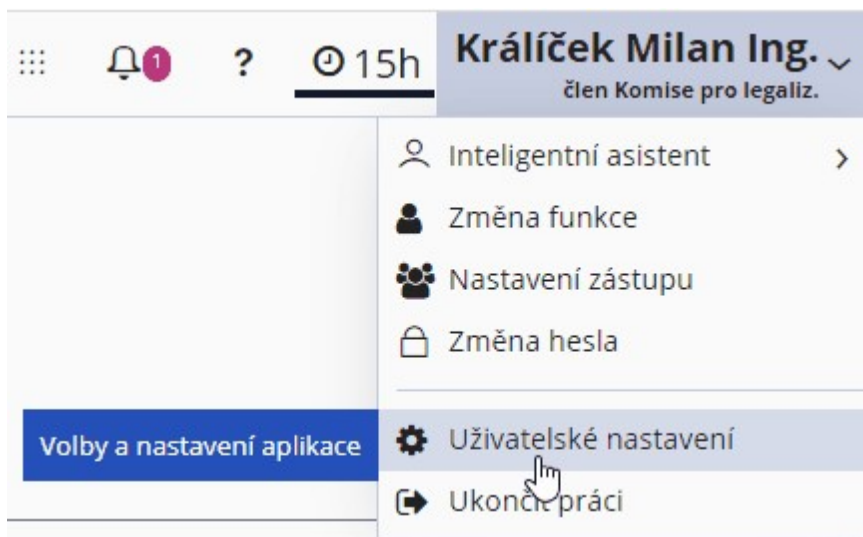 1
?
15h
Králíček Milan Ing.
člen Komise pro legaliz.
Inteligentní asistent
Změna funkce
Nastavení zástupu
Změna hesla
Volby a nastavení aplikace
Uživatelské nastavení
Ukončit práci